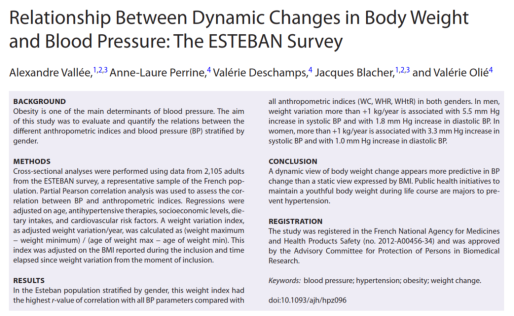 Relationship Between Dynamic Changes in Body Weight
and Blood Pressure: The ESTEBAN Survey
Alexandre Vallée,1,2,3 Anne-Laure Perrine,4 Valérie Deschamps,4 Jacques Blacher,1,2,3 and Valérie Olié4
BACKGROUND
Obesity is one of the main determinants of blood pressure. The aim
of this study was to evaluate and quantify the relations between the
different anthropometric indices and blood pressure (BP) stratified by
gender.
METHODS
Cross-sectional analyses were performed using data from 2,105 adults
from the ESTEBAN survey, a representative sample of the French pop-
ulation. Partial Pearson correlation analysis was used to assess the cor-
relation between BP and anthropometric indices. Regressions were
adjusted on age, antihypertensive therapies, socioeconomic levels, die-
tary intakes, and cardiovascular risk factors. A weight variation index,
as adjusted weight variation/year, was calculated as (weight maximum
− weight minimum) / (age of weight max − age of weight min). This
index was adjusted on the BMI reported during the inclusion and time
elapsed since weight variation from the moment of inclusion.
RESULTS
In the Esteban population stratified by gender, this weight index had
the highest r-value of correlation with all BP parameters compared with
all anthropometric indices (WC, WHR, WHtR) in both genders. In men,
weight variation more than +1 kg/year is associated with 5.5 mm Hg
increase in systolic BP and with 1.8 mm Hg increase in diastolic BP. In
women, more than +1 kg/year is associated with 3.3 mm Hg increase in
systolic BP and with 1.0 mm Hg increase in diastolic BP.
CONCLUSION
A dynamic view of body weight change appears more predictive in BP
change than a static view expressed by BMI. Public health initiatives to
maintain a youthful body weight during life course are majors to pre-
vent hypertension.
REGISTRATION
The study was registered in the French National Agency for Medicines
and Health Products Safety (no. 2012-A00456-34) and was approved
by the Advisory Committee for Protection of Persons in Biomedical
Research.
Keywords: blood pressure; hypertension; obesity; weight change.
doi:10.1093/ajh/hpz096